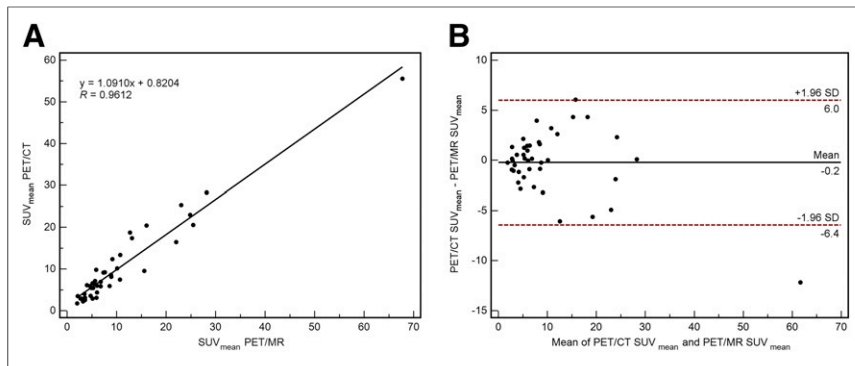 A
60
50
40
30
20
10
0
0 10 20 30 40 50 60 70
y = 1.0910x + 0.8204
R = 0.9612
SUVmean PET/CT
SUVmean PET/MR
B
10
5
0
-5
-10
-15
0 10 20 30 40 50 60 70
+1.96 SD
6.0
Mean
-0.2
-1.96 SD
-6.4
PET/CT SUVmean - PET/MR SUVmean
Mean of PET/CT SUVmean and PET/MR SUVmean